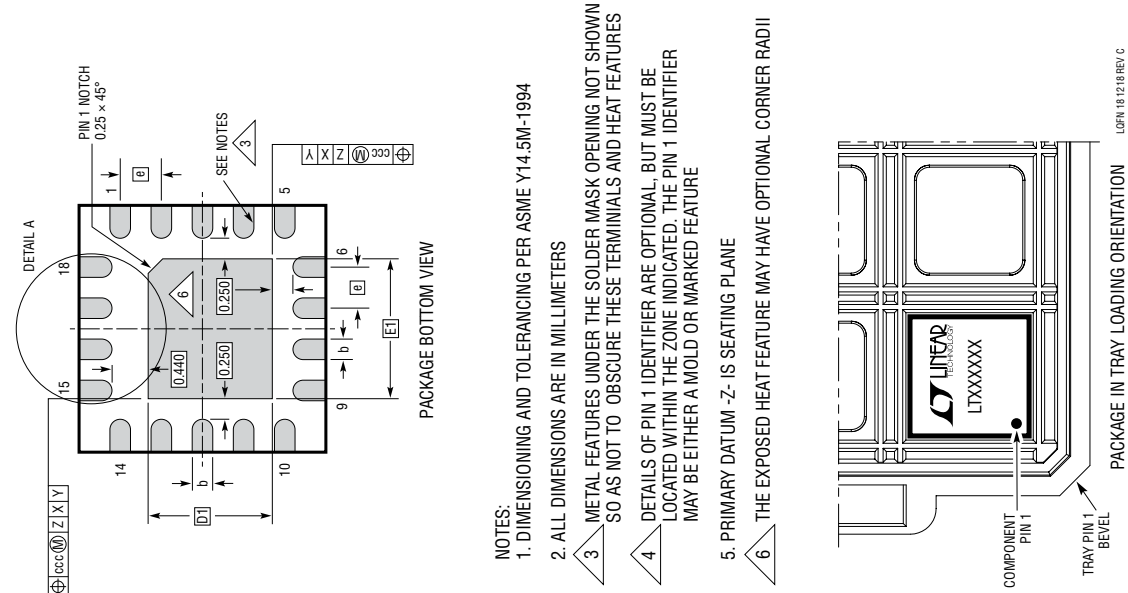 ⌖ ccc Ⓜ Z X Y
DETAIL A
PIN 1 NOTCH
0.25 × 45°
15
18
1
e
SEE NOTES
3
14
D1
b
0.440
6
0.250
0.250
10
9
b
e
6
5
⌖ ccc Ⓜ Z X Y
E1
PACKAGE BOTTOM VIEW
NOTES:
1. DIMENSIONING AND TOLERANCING PER ASME Y14.5M-1994
2. ALL DIMENSIONS ARE IN MILLIMETERS
3 METAL FEATURES UNDER THE SOLDER MASK OPENING NOT SHOWN
SO AS NOT TO OBSCURE THESE TERMINIALS AND HEAT FEATURES
4 DETAILS OF PIN 1 IDENTIFIER ARE OPTIONAL, BUT MUST BE
LOCATED WITHIN THE ZONE INDICATED. THE PIN 1 IDENTIFIER
MAY BE EITHER A MOLD OR MARKED FEATURE
5. PRIMARY DATUM -Z- IS SEATING PLANE
6 THE EXPOSED HEAT FEATURE MAY HAVE OPTIONAL CORNER RADII
LINEAR
TECHNOLOGY
LTXXXXXX
COMPONENT
PIN 1
TRAY PIN 1
BEVEL
PACKAGE IN TRAY LOADING ORIENTATION
LQFN 18 1218 REV C